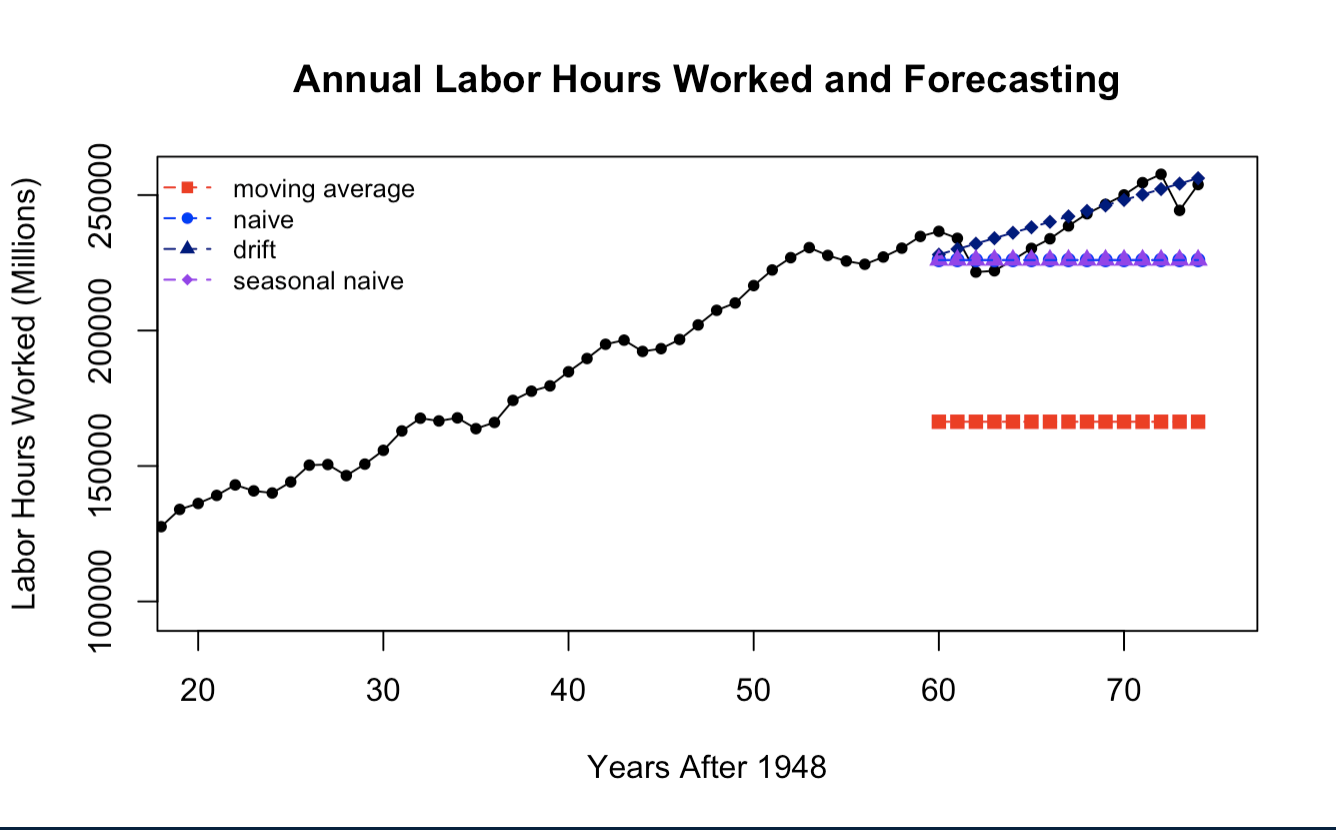 Annual Labor Hours Worked and Forecasting
Labor Hours Worked (Millions)
250000
200000
150000
100000
moving average
naive
drift
seasonal naive
20 30 40 50 60 70
Years After 1948